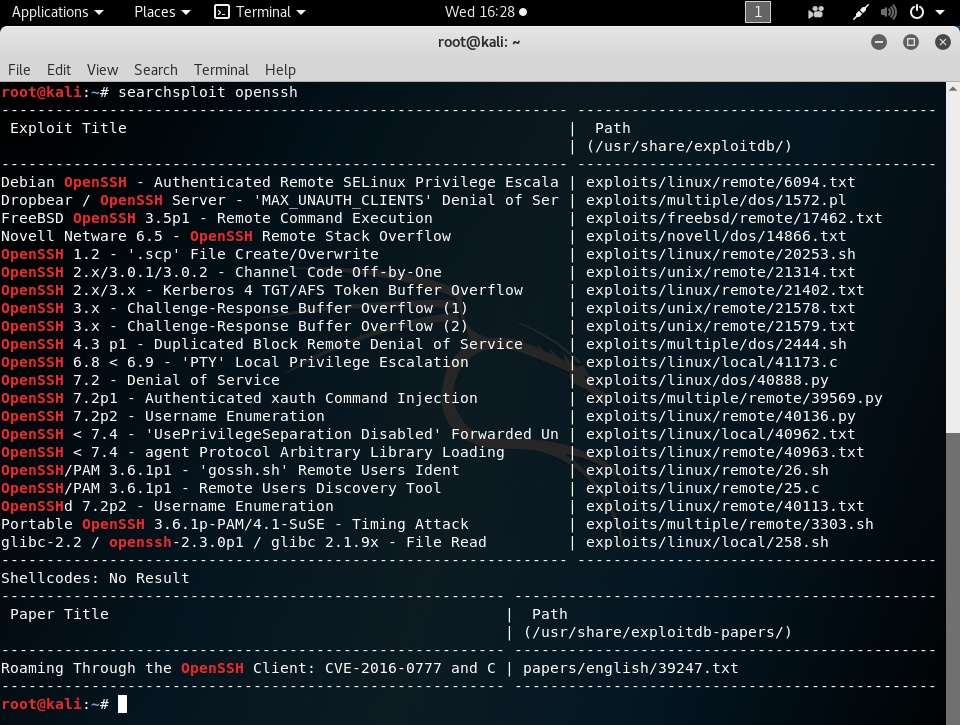 Applications Places Terminal Wed 16:28 1
root@kali: ~
File Edit View Search Terminal Help
root@kali:~# searchsploit openssh
--------------------------------------------------------------- ----------------------------------------
Exploit Title | Path
| (/usr/share/exploitdb/)
--------------------------------------------------------------- ----------------------------------------
Debian OpenSSH - Authenticated Remote SELinux Privilege Escala | exploits/linux/remote/6094.txt
Dropbear / OpenSSH Server - 'MAX_UNAUTH_CLIENTS' Denial of Ser | exploits/multiple/dos/1572.pl
FreeBSD OpenSSH 3.5p1 - Remote Command Execution | exploits/freebsd/remote/17462.txt
Novell Netware 6.5 - OpenSSH Remote Stack Overflow | exploits/novell/dos/14866.txt
OpenSSH 1.2 - '.scp' File Create/Overwrite | exploits/linux/remote/20253.sh
OpenSSH 2.x/3.0.1/3.0.2 - Channel Code Off-by-One | exploits/unix/remote/21314.txt
OpenSSH 2.x/3.x - Kerberos 4 TGT/AFS Token Buffer Overflow | exploits/linux/remote/21402.txt
OpenSSH 3.x - Challenge-Response Buffer Overflow (1) | exploits/unix/remote/21578.txt
OpenSSH 3.x - Challenge-Response Buffer Overflow (2) | exploits/unix/remote/21579.txt
OpenSSH 4.3 p1 - Duplicated Block Remote Denial of Service | exploits/multiple/dos/2444.sh
OpenSSH 6.8 < 6.9 - 'PTY' Local Privilege Escalation | exploits/linux/local/41173.c
OpenSSH 7.2 - Denial of Service | exploits/linux/dos/40888.py
OpenSSH 7.2p1 - Authenticated xauth Command Injection | exploits/multiple/remote/39569.py
OpenSSH 7.2p2 - Username Enumeration | exploits/linux/remote/40136.py
OpenSSH < 7.4 - 'UsePrivilegeSeparation Disabled' Forwarded Un | exploits/linux/local/40962.txt
OpenSSH < 7.4 - agent Protocol Arbitrary Library Loading | exploits/linux/remote/40963.txt
OpenSSH/PAM 3.6.1p1 - 'gossh.sh' Remote Users Ident | exploits/linux/remote/26.sh
OpenSSH/PAM 3.6.1p1 - Remote Users Discovery Tool | exploits/linux/remote/25.c
OpenSSHd 7.2p2 - Username Enumeration | exploits/linux/remote/40113.txt
Portable OpenSSH 3.6.1p-PAM/4.1-SuSE - Timing Attack | exploits/multiple/remote/3303.sh
glibc-2.2 / openssh-2.3.0p1 / glibc 2.1.9x - File Read | exploits/linux/local/258.sh
--------------------------------------------------------------- ----------------------------------------
Shellcodes: No Result
-------------------------------------------------------- -----------------------------------------------
Paper Title | Path
| (/usr/share/exploitdb-papers/)
-------------------------------------------------------- -----------------------------------------------
Roaming Through the OpenSSH Client: CVE-2016-0777 and C | papers/english/39247.txt
-------------------------------------------------------- -----------------------------------------------
root@kali:~#